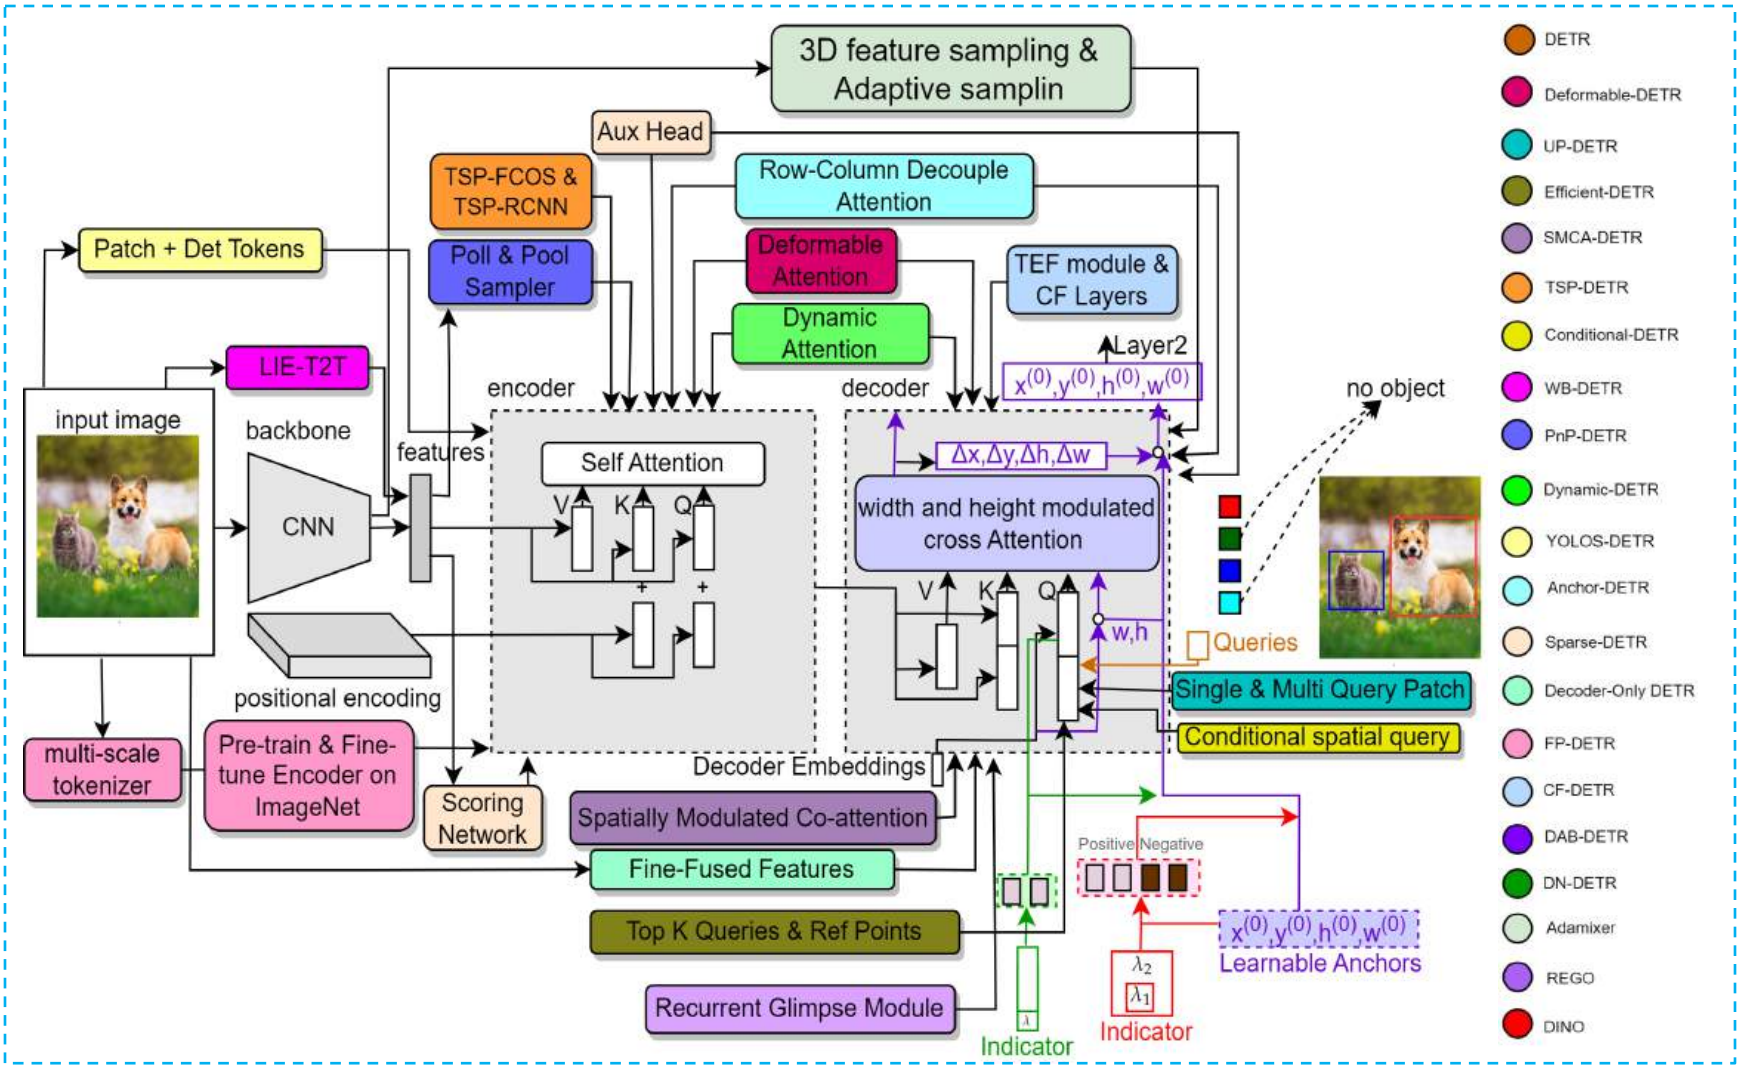 3D feature sampling &
Adaptive samplin
Aux Head
TSP-FCOS &
TSP-RCNN
Row-Column Decouple
Attention
Patch + Det Tokens
Poll & Pool
Sampler
Deformable
Attention
TEF module &
CF Layers
Dynamic
Attention
LIE-T2T
Layer2
encoder
decoder
x(0),y(0),h(0),w(0)
no object
input image
backbone
features
Self Attention
Δx,Δy,Δh,Δw
V
K
Q
CNN
width and height modulated
cross Attention
+
+
V
K
Q
w,h
Queries
positional encoding
Single & Multi Query Patch
Conditional spatial query
multi-scale
tokenizer
Pre-train & Fine-
tune Encoder on
ImageNet
Decoder Embeddings
Scoring
Network
Spatially Modulated Co-attention
Positive Negative
Fine-Fused Features
Top K Queries & Ref Points
x(0),y(0),h(0),w(0)
Learnable Anchors
λ2
λ1
Recurrent Glimpse Module
λ
Indicator
Indicator
DETR
Deformable-DETR
UP-DETR
Efficient-DETR
SMCA-DETR
TSP-DETR
Conditional-DETR
WB-DETR
PnP-DETR
Dynamic-DETR
YOLOS-DETR
Anchor-DETR
Sparse-DETR
Decoder-Only DETR
FP-DETR
CF-DETR
DAB-DETR
DN-DETR
Adamixer
REGO
DINO